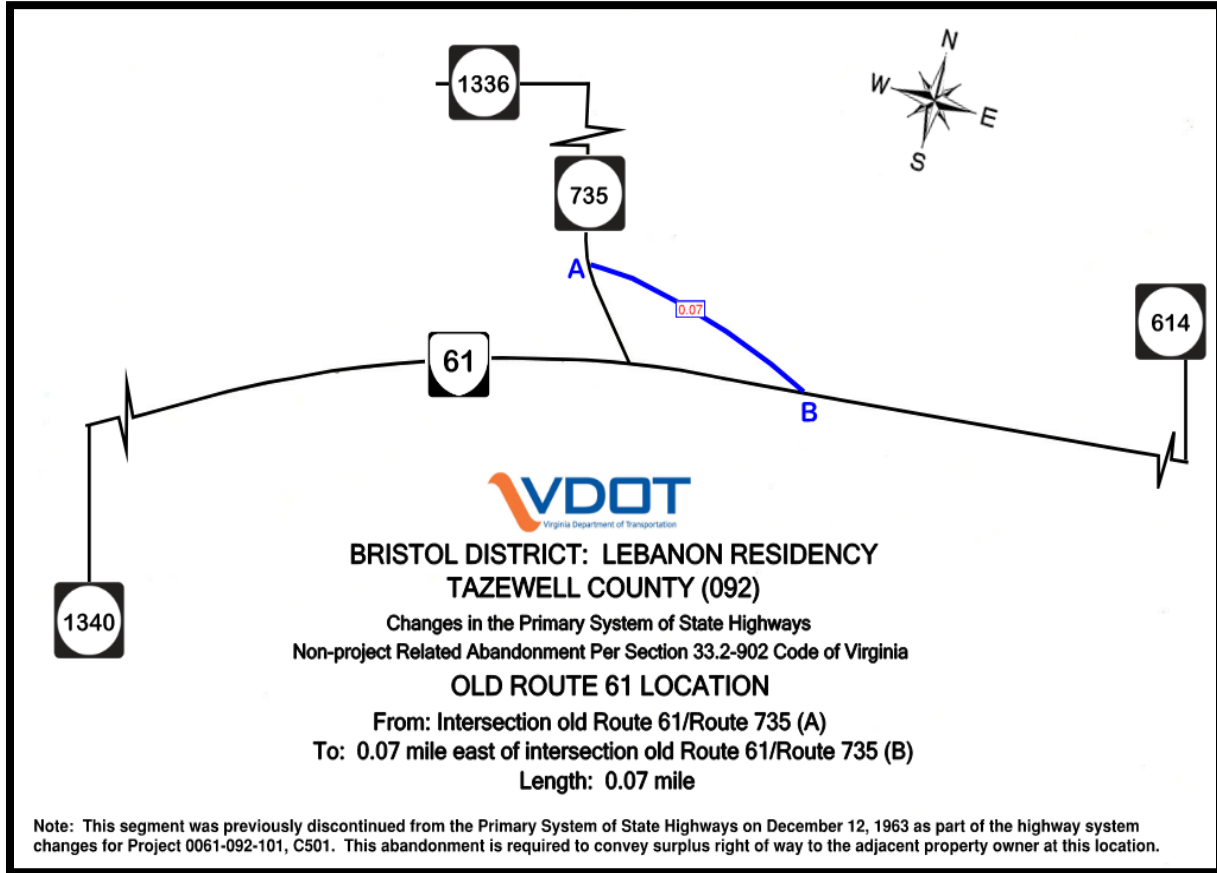 N
1336
W
E
S
735
A
0.07
614
61
B
VDOT
Virginia Department of Transportation
BRISTOL DISTRICT: LEBANON RESIDENCY
TAZEWELL COUNTY (092)
1340
Changes in the Primary System of State Highways
Non-project Related Abandonment Per Section 33.2-902 Code of Virginia
OLD ROUTE 61 LOCATION
From: Intersection old Route 61/Route 735 (A)
To: 0.07 mile east of intersection old Route 61/Route 735 (B)
Length: 0.07 mile
Note: This segment was previously discontinued from the Primary System of State Highways on December 12, 1963 as part of the highway system
changes for Project 0061-092-101, C501. This abandonment is required to convey surplus right of way to the adjacent property owner at this location.